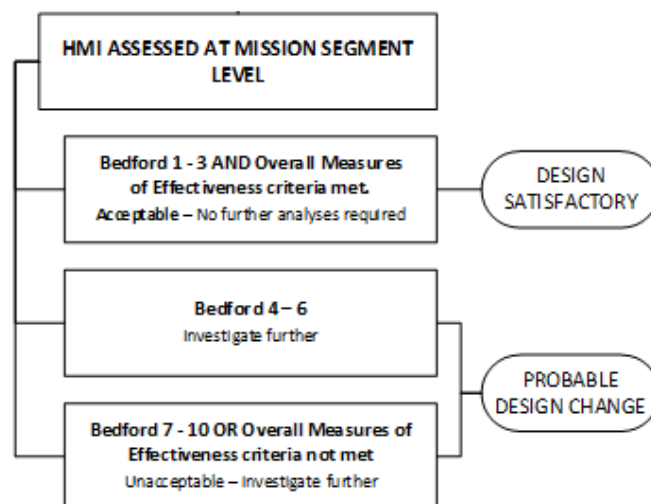 HMI ASSESSED AT MISSION SEGMENT
LEVEL
Bedford 1 - 3 AND Overall Measures
of Effectiveness criteria met.
Acceptable – No further analyses required
DESIGN
SATISFACTORY
Bedford 4 – 6
Investigate further
PROBABLE
DESIGN CHANGE
Bedford 7 - 10 OR Overall Measures of
Effectiveness criteria not met
Unacceptable – Investigate further